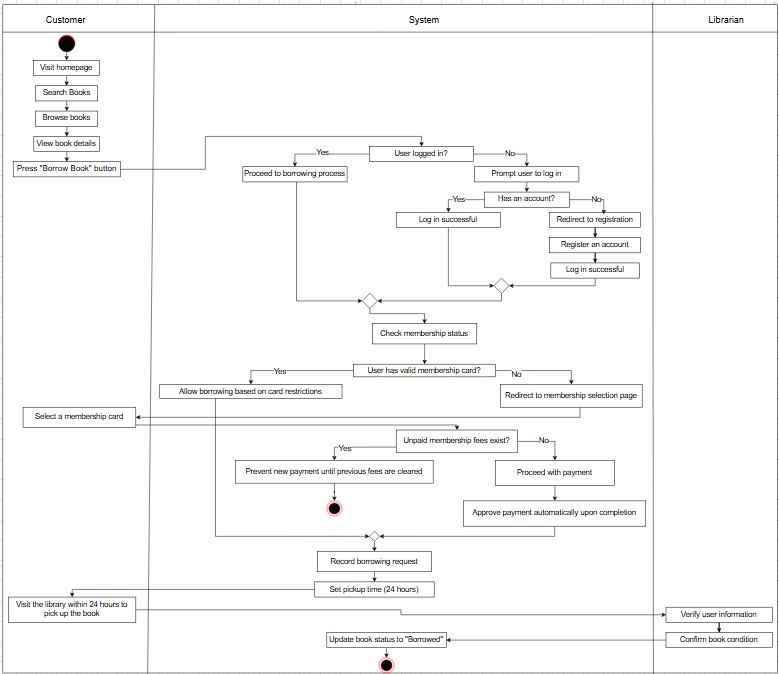 Customer
System
Librarian
Visit homepage
Search Books
Browse books
View book details
Press "Borrow Book" button
User logged in?
Yes
No
Proceed to borrowing process
Prompt user to log in
Has an account?
Yes
No
Log in successful
Redirect to registration
Register an account
Log in successful
Check membership status
User has valid membership card?
Yes
No
Allow borrowing based on card restrictions
Redirect to membership selection page
Select a membership card
Unpaid membership fees exist?
Yes
No
Prevent new payment until previous fees are cleared
Proceed with payment
Approve payment automatically upon completion
Record borrowing request
Set pickup time (24 hours)
Visit the library within 24 hours to
pick up the book
Verify user information
Update book status to "Borrowed"
Confirm book condition